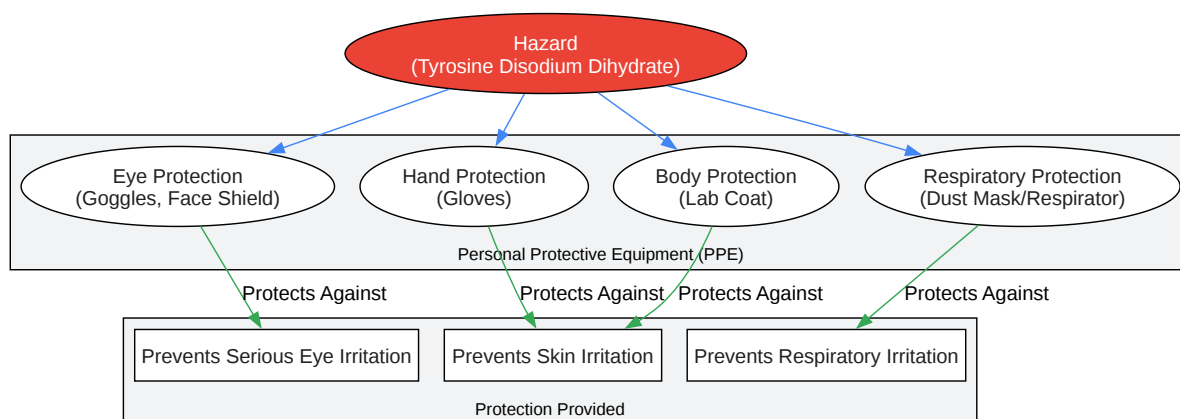 Hazard
(Tyrosine Disodium Dihydrate)
Eye Protection
(Goggles, Face Shield)
Hand Protection
(Gloves)
Body Protection
(Lab Coat)
Respiratory Protection
(Dust Mask/Respirator)
Personal Protective Equipment (PPE)
Protects Against
Protects Against
Protects Against
Protects Against
Prevents Serious Eye Irritation
Prevents Skin Irritation
Prevents Respiratory Irritation
Protection Provided